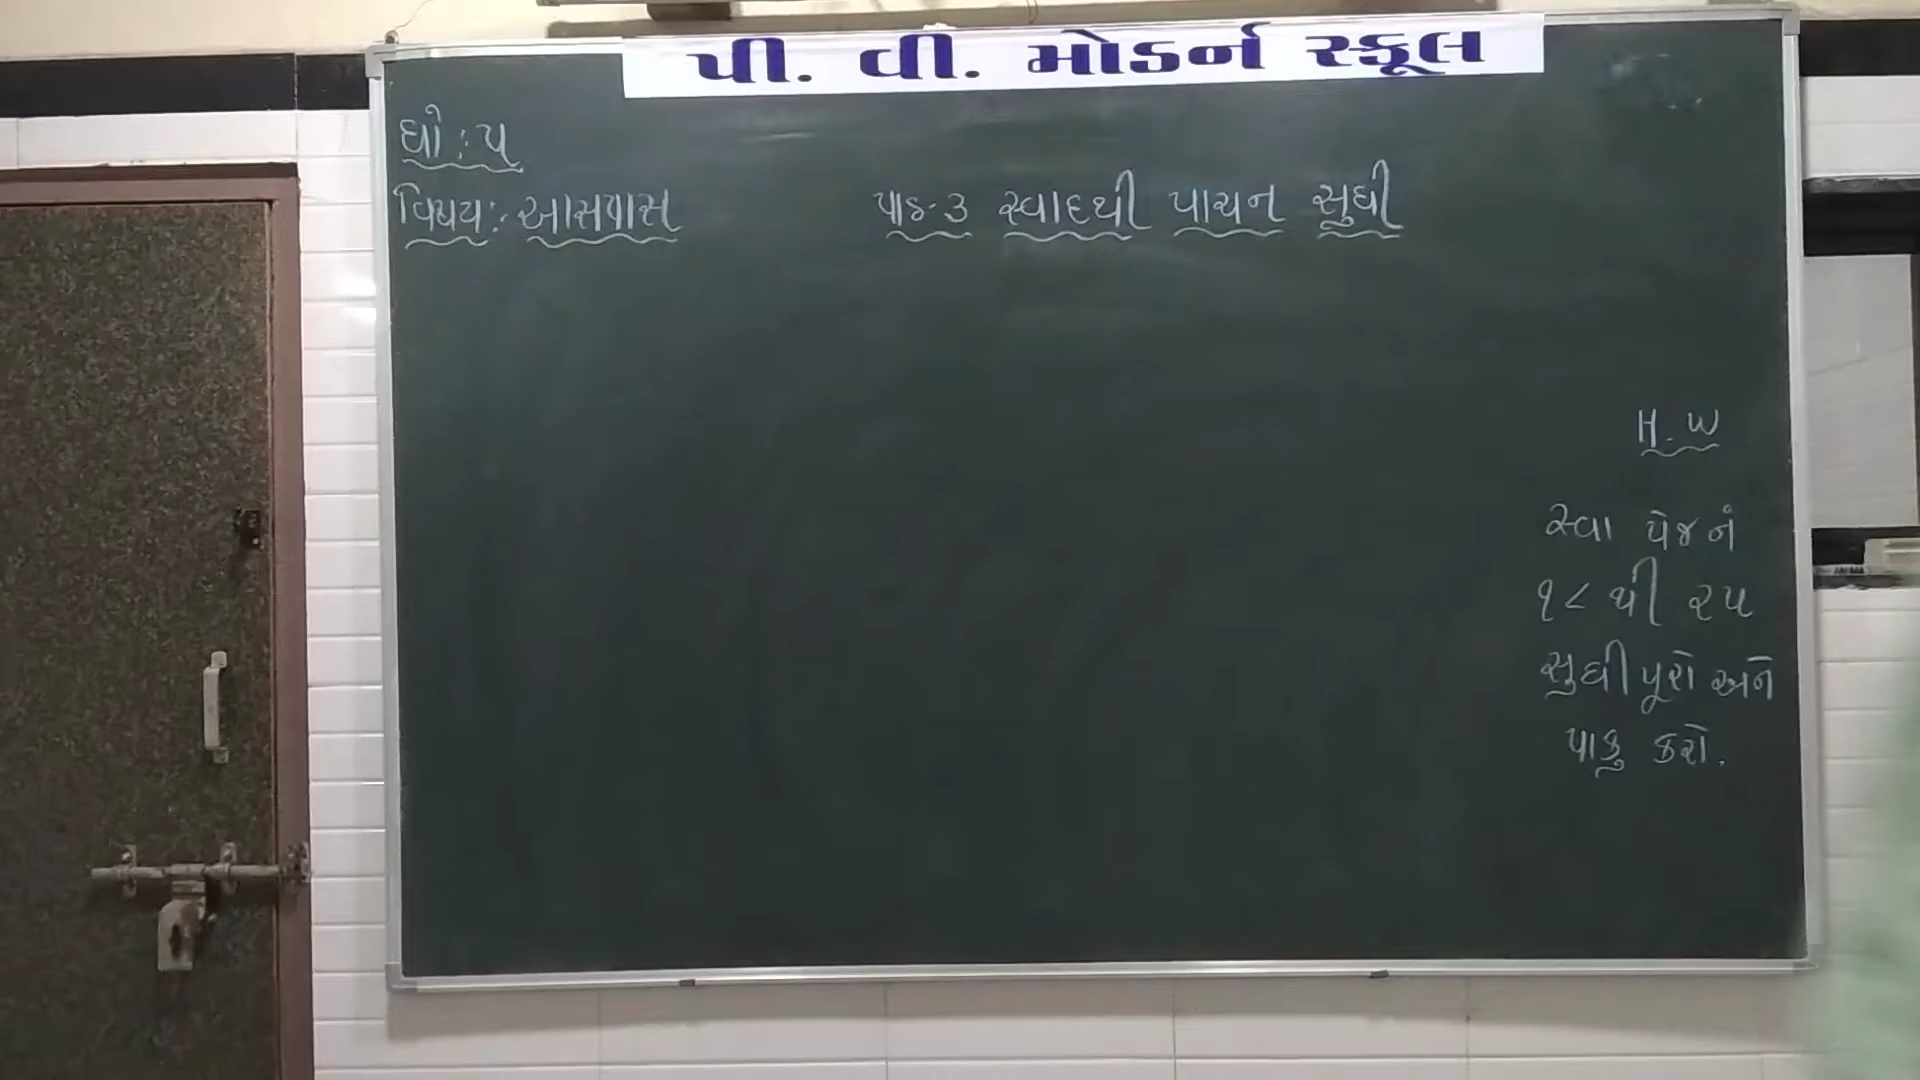 પી. વી. મોડર્ન સ્કૂલ
ધો : ૫
વિષય :- આસપાસ
પાઠ-૩ સ્વાદથી પાચન સુધી
H.W
સ્વા પેજ નં
૧૮ થી ૨૫
સુધી પૂરો અને
પાકુ કરો.